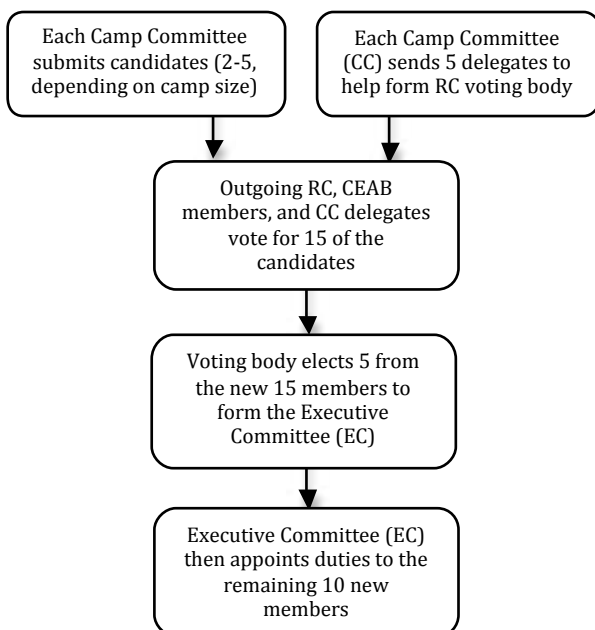 Each Camp Committee
submits candidates (2-5,
depending on camp size)
Each Camp Committee
(CC) sends 5 delegates to
help form RC voting body
Outgoing RC, CEAB
members, and CC delegates
vote for 15 of the
candidates
Voting body elects 5 from
the new 15 members to
form the Executive
Committee (EC)
Executive Committee (EC)
then appoints duties to the
remaining 10 new
members